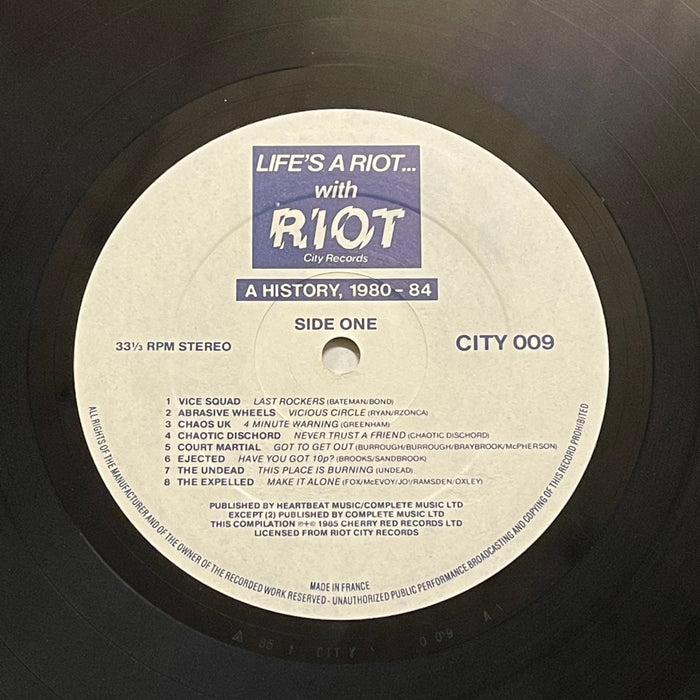 LIFE'S A RIOT...
with
RIOT
City Records
A HISTORY, 1980 - 84
SIDE ONE
33⅓ RPM STEREO
CITY 009
1 VICE SQUAD LAST ROCKERS (BATEMAN/BOND)
2 ABRASIVE WHEELS VICIOUS CIRCLE (RYAN/RZONCA)
3 CHAOS UK 4 MINUTE WARNING (GREENHAM)
4 CHAOTIC DISCHORD NEVER TRUST A FRIEND (CHAOTIC DISCHORD)
5 COURT MARTIAL GOT TO GET OUT (BURROUGH/BURROUGH/BRAYBROOK/McPHERSON)
6 EJECTED HAVE YOU GOT 10p? (BROOKS/SANDBROOK)
7 THE UNDEAD THIS PLACE IS BURNING (UNDEAD)
8 THE EXPELLED MAKE IT ALONE (FOX/McEVOY/JO!/RAMSDEN/OXLEY)
PUBLISHED BY HEARTBEAT MUSIC/COMPLETE MUSIC LTD
EXCEPT (2) PUBLISHED BY COMPLETE MUSIC LTD
THIS COMPILATION ℗+© 1985 CHERRY RED RECORDS LTD
LICENSED FROM RIOT CITY RECORDS
MADE IN FRANCE
ALL RIGHTS OF THE MANUFACTURER AND OF THE OWNER OF THE RECORDED WORK RESERVED - UNAUTHORIZED PUBLIC PERFORMANCE BROADCASTING AND COPYING OF THIS RECORD PROHIBITED
CITY 009 A1